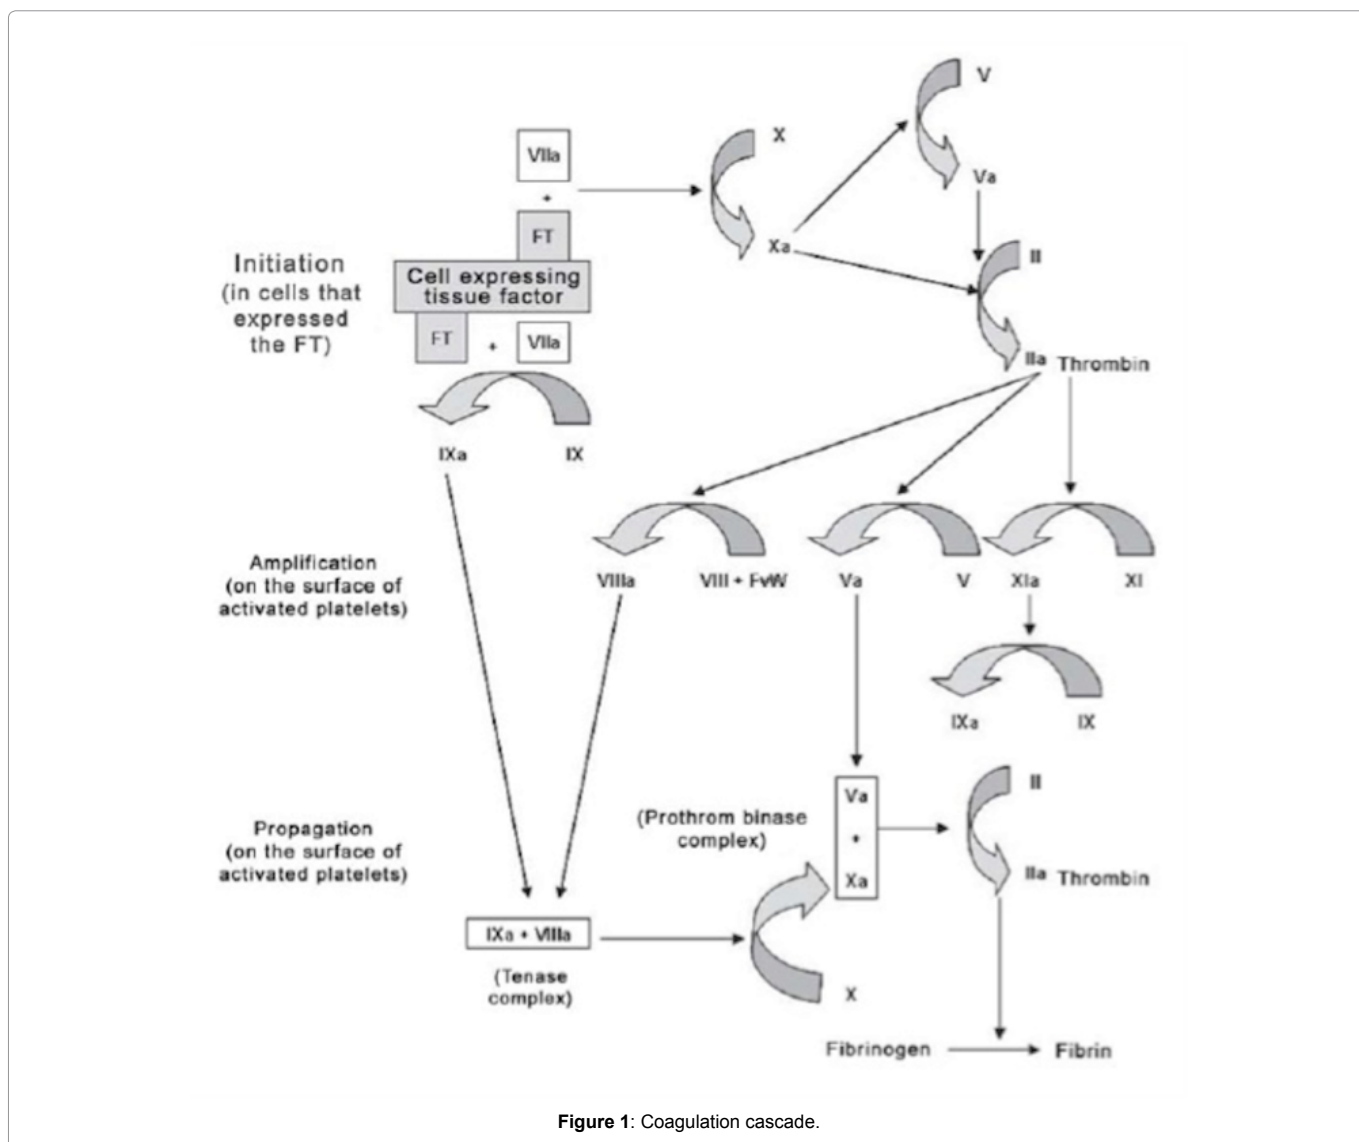 V
X
VIIa
+
Va
FT
Xa
II
Initiation
(in cells that
expressed
the FT)
Cell expressing
tissue factor
FT
+
VIIa
IIa Thrombin
IXa
IX
Amplification
(on the surface of
activated platelets)
VIIIa
VIII + FvW
Va
V
XIa
XI
IXa
IX
Propagation
(on the surface of
activated platelets)
(Prothrom binase
complex)
Va
+
Xa
II
IIa Thrombin
IXa + VIIIa
(Tenase
complex)
X
Fibrinogen
Fibrin
Figure 1: Coagulation cascade.